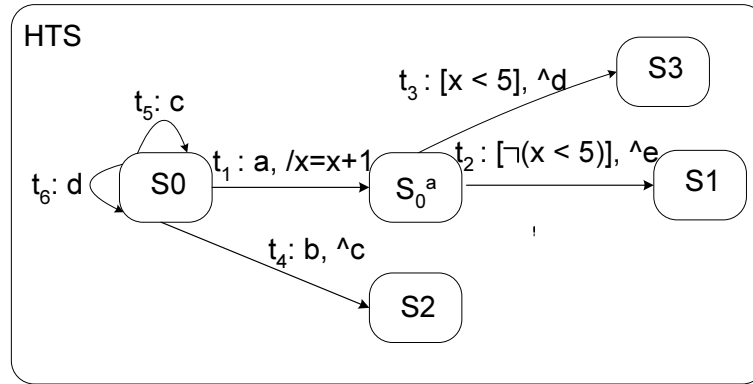 HTS
S3
t₃ : [x < 5], ^d
t₅: c
t₁ : a, /x=x+1
t₂ : [¬(x < 5)], ^e
t₆: d
S0
S₀ᵃ
S1
t₄: b, ^c
S2